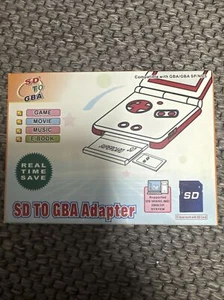 SD
TO
GBA
Compatible with GBA/GBA SP/NDS
GAME
MOVIE
MUSIC
E-BOOK
REAL
TIME
SAVE
SUPERCARD
SD TO GBA Adapter
SD